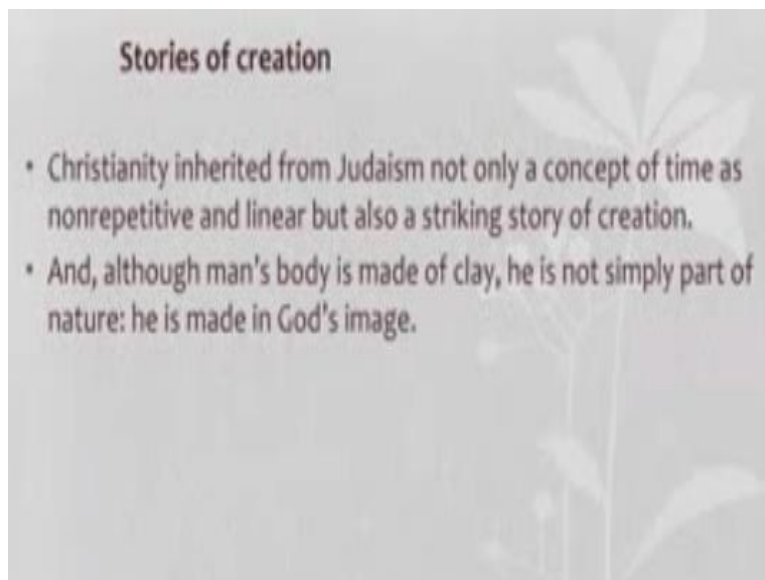 Stories of creation
• Christianity inherited from Judaism not only a concept of time as
nonrepetitive and linear but also a striking story of creation.
• And, although man's body is made of clay, he is not simply part of
nature: he is made in God's image.